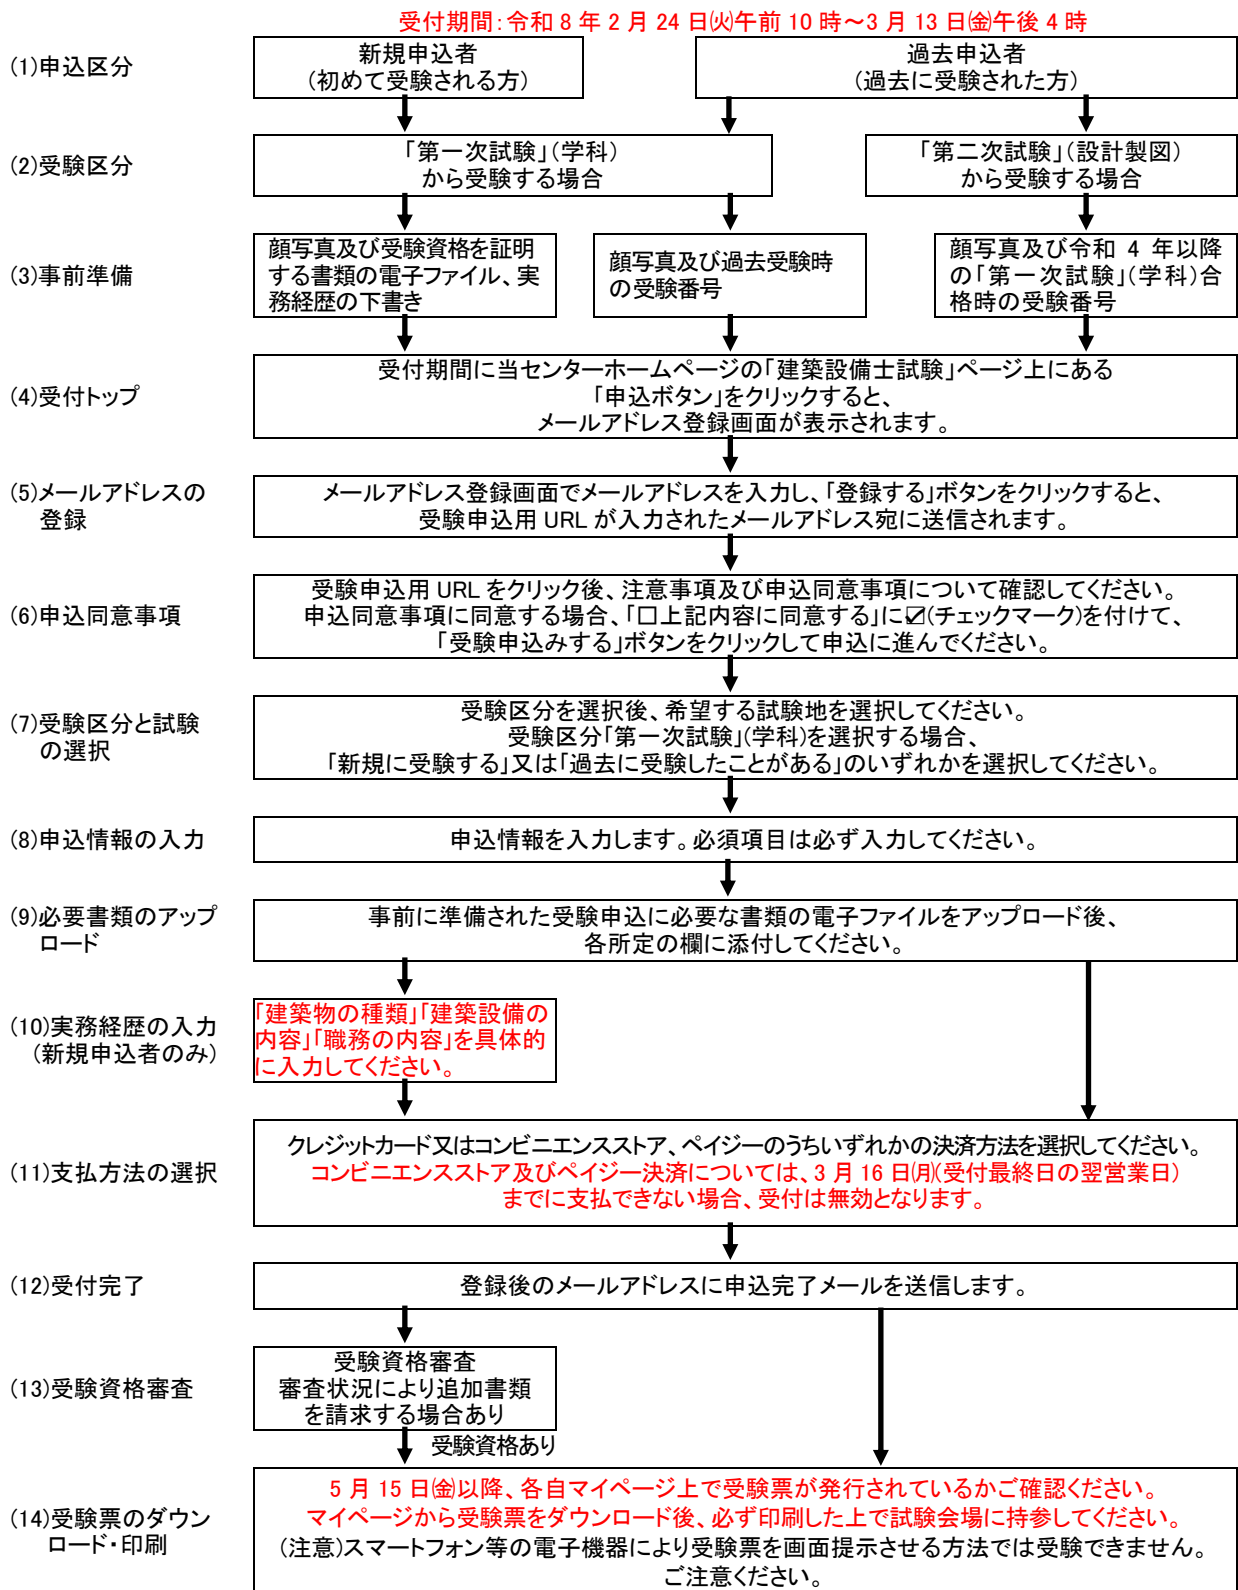 受付期間：令和 8 年 2 月 24 日㈫午前 10 時～3 月 13 日㈮午後 4 時
(1)申込区分
新規申込者
(初めて受験される方)
過去申込者
(過去に受験された方)
(2)受験区分
「第一次試験」(学科)
から受験する場合
「第二次試験」(設計製図)
から受験する場合
(3)事前準備
顔写真及び受験資格を証明
する書類の電子ファイル、実
務経歴の下書き
顔写真及び過去受験時
の受験番号
顔写真及び令和 4 年以降
の「第一次試験」(学科)合
格時の受験番号
(4)受付トップ
受付期間に当センターホームページの「建築設備士試験」ページ上にある
「申込ボタン」をクリックすると、
メールアドレス登録画面が表示されます。
(5)メールアドレスの
登録
メールアドレス登録画面でメールアドレスを入力し、「登録する」ボタンをクリックすると、
受験申込用 URL が入力されたメールアドレス宛に送信されます。
(6)申込同意事項
受験申込用 URL をクリック後、注意事項及び申込同意事項について確認してください。
申込同意事項に同意する場合、「□上記内容に同意する」に☑(チェックマーク)を付けて、
「受験申込みする」ボタンをクリックして申込に進んでください。
(7)受験区分と試験
の選択
受験区分を選択後、希望する試験地を選択してください。
受験区分「第一次試験」(学科)を選択する場合、
「新規に受験する」又は「過去に受験したことがある」のいずれかを選択してください。
(8)申込情報の入力
申込情報を入力します。必須項目は必ず入力してください。
(9)必要書類のアップ
ロード
事前に準備された受験申込に必要な書類の電子ファイルをアップロード後、
各所定の欄に添付してください。
(10)実務経歴の入力
(新規申込者のみ)
「建築物の種類」「建築設備の
内容」「職務の内容」を具体的
に入力してください。
(11)支払方法の選択
クレジットカード又はコンビニエンスストア、ペイジーのうちいずれかの決済方法を選択してください。
コンビニエンスストア及びペイジー決済については、3 月 16 日㈪(受付最終日の翌営業日)
までに支払できない場合、受付は無効となります。
(12)受付完了
登録後のメールアドレスに申込完了メールを送信します。
(13)受験資格審査
受験資格審査
審査状況により追加書類
を請求する場合あり
受験資格あり
(14)受験票のダウン
ロード・印刷
5 月 15 日㈮以降、各自マイページ上で受験票が発行されているかご確認ください。
マイページから受験票をダウンロード後、必ず印刷した上で試験会場に持参してください。
(注意)スマートフォン等の電子機器により受験票を画面提示させる方法では受験できません。
ご注意ください。